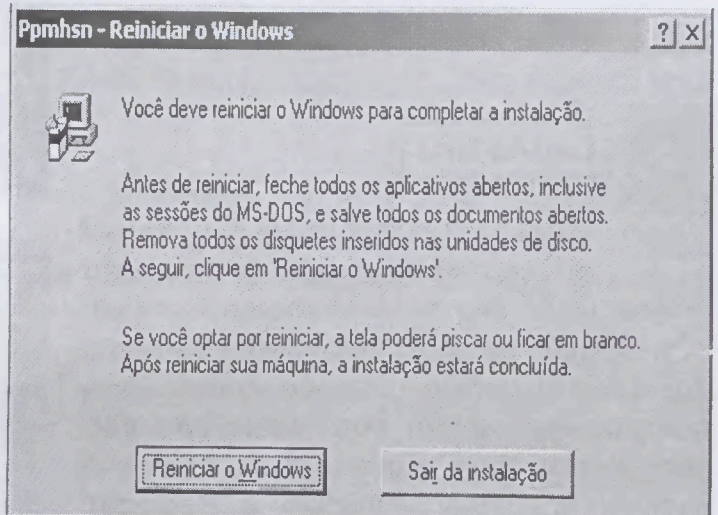 Ppmhsn - Reiniciar o Windows
Você deve reiniciar o Windows para completar a instalação.
Antes de reiniciar, feche todos os aplicativos abertos, inclusive
as sessões do MS-DOS, e salve todos os documentos abertos.
Remova todos os disquetes inseridos nas unidades de disco.
A seguir, clique em 'Reiniciar o Windows'.
Se você optar por reiniciar, a tela poderá piscar ou ficar em branco.
Após reiniciar sua máquina, a instalação estará concluída.
Reiniciar o Windows
Sair da instalação